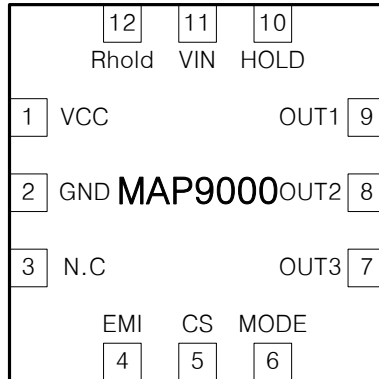 12 11 10
Rhold VIN HOLD
1 VCC OUT1 9
2 GND MAP9000 OUT2 8
3 N.C OUT3 7
EMI CS MODE
4 5 6